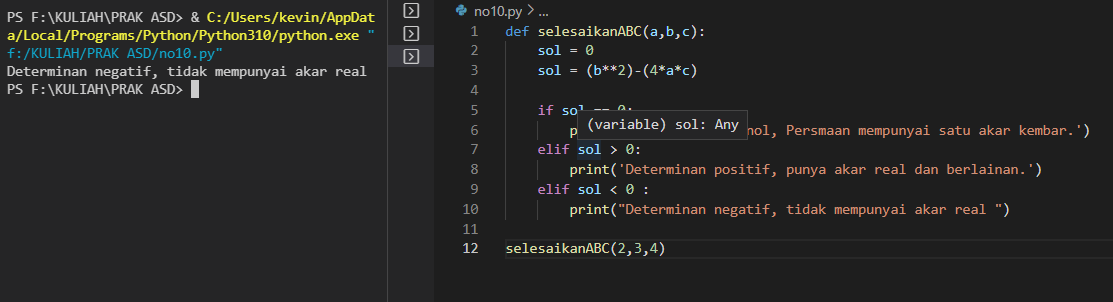 PS F:\KULIAH\PRAK ASD> & C:/Users/kevin/AppDat
a/Local/Programs/Python/Python310/python.exe "
f:/KULIAH/PRAK ASD/no10.py"
Determinan negatif, tidak mempunyai akar real
PS F:\KULIAH\PRAK ASD>
no10.py > ...
1 def selesaikanABC(a,b,c):
2 sol = 0
3 sol = (b**2)-(4*a*c)
4
5 if sol == 0:
(variable) sol: Any
6 p nol, Persmaan mempunyai satu akar kembar.')
7 elif sol > 0:
8 print('Determinan positif, punya akar real dan berlainan.')
9 elif sol < 0 :
10 print("Determinan negatif, tidak mempunyai akar real ")
11
12 selesaikanABC(2,3,4)